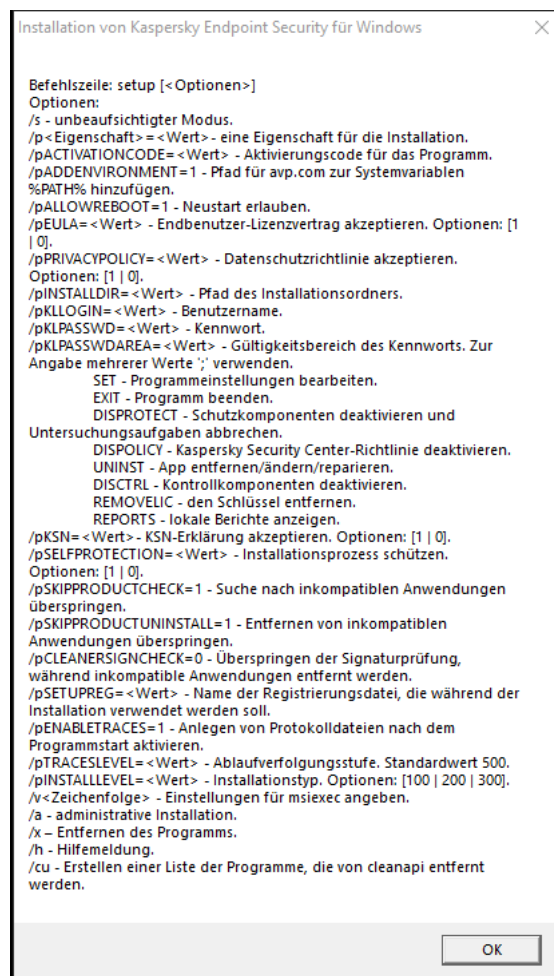 Installation von Kaspersky Endpoint Security für Windows
Befehlszeile: setup [<Optionen>]
Optionen:
/s - unbeaufsichtigter Modus.
/p<Eigenschaft>=<Wert>- eine Eigenschaft für die Installation.
/pACTIVATIONCODE=<Wert> - Aktivierungscode für das Programm.
/pADDENVIRONMENT=1 - Pfad für avp.com zur Systemvariablen
%PATH% hinzufügen.
/pALLOWREBOOT=1 - Neustart erlauben.
/pEULA=<Wert> - Endbenutzer-Lizenzvertrag akzeptieren. Optionen: [1
| 0].
/pPRIVACYPOLICY=<Wert> - Datenschutzrichtlinie akzeptieren.
Optionen: [1 | 0].
/pINSTALLDIR=<Wert> - Pfad des Installationsordners.
/pKLLOGIN=<Wert> - Benutzername.
/pKLPASSWD=<Wert> - Kennwort.
/pKLPASSWDAREA=<Wert> - Gültigkeitsbereich des Kennworts. Zur
Angabe mehrerer Werte ';' verwenden.
SET - Programmeinstellungen bearbeiten.
EXIT - Programm beenden.
DISPROTECT - Schutzkomponenten deaktivieren und
Untersuchungsaufgaben abbrechen.
DISPOLICY - Kaspersky Security Center-Richtlinie deaktivieren.
UNINST - App entfernen/ändern/reparieren.
DISCTRL - Kontrollkomponenten deaktivieren.
REMOVELIC - den Schlüssel entfernen.
REPORTS - lokale Berichte anzeigen.
/pKSN=<Wert>- KSN-Erklärung akzeptieren. Optionen: [1 | 0].
/pSELFPROTECTION=<Wert> - Installationsprozess schützen.
Optionen: [1 | 0].
/pSKIPPRODUCTCHECK=1 - Suche nach inkompatiblen Anwendungen
überspringen.
/pSKIPPRODUCTUNINSTALL=1 - Entfernen von inkompatiblen
Anwendungen überspringen.
/pCLEANERSIGNCHECK=0 - Überspringen der Signaturprüfung,
während inkompatible Anwendungen entfernt werden.
/pSETUPREG=<Wert> - Name der Registrierungsdatei, die während der
Installation verwendet werden soll.
/pENABLETRACES=1 - Anlegen von Protokolldateien nach dem
Programmstart aktivieren.
/pTRACESLEVEL=<Wert> - Ablaufverfolgungsstufe. Standardwert 500.
/pINSTALLLEVEL=<Wert> - Installationstyp. Optionen: [100 | 200 | 300].
/v<Zeichenfolge> - Einstellungen für msiexec angeben.
/a - administrative Installation.
/x – Entfernen des Programms.
/h - Hilfemeldung.
/cu - Erstellen einer Liste der Programme, die von cleanapi entfernt
werden.
OK